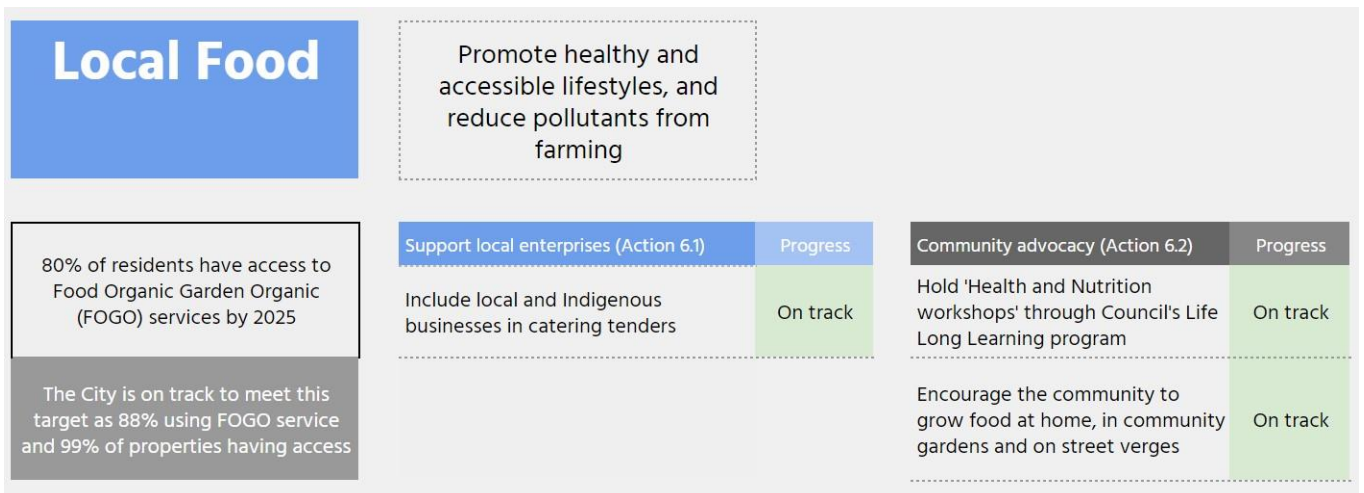 Local Food
Promote healthy and
accessible lifestyles, and
reduce pollutants from
farming
80% of residents have access to
Food Organic Garden Organic
(FOGO) services by 2025
The City is on track to meet this
target as 88% using FOGO service
and 99% of properties having access
Support local enterprises (Action 6.1)
Progress
Include local and Indigenous
businesses in catering tenders
On track
Community advocacy (Action 6.2)
Progress
Hold 'Health and Nutrition
workshops' through Council's Life
Long Learning program
On track
Encourage the community to
grow food at home, in community
gardens and on street verges
On track